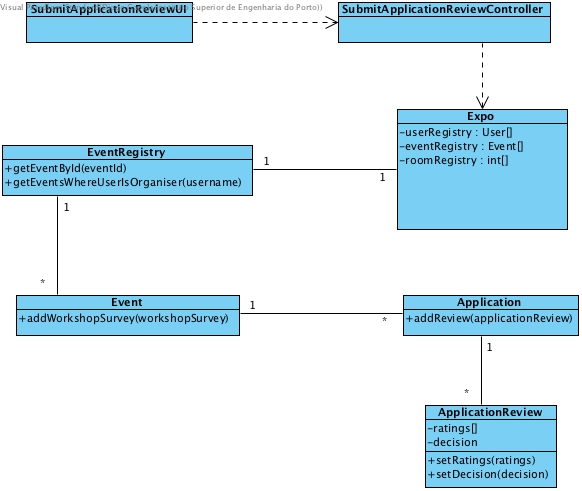 Visual P
Superior de Engenharia do Porto))
SubmitApplicationReviewUI
SubmitApplicationReviewController
Expo
-userRegistry : User[]
-eventRegistry : Event[]
-roomRegistry : int[]
EventRegistry
+getEventById(eventId)
+getEventsWhereUserIsOrganiser(username)
1
1
1
*
Event
+addWorkshopSurvey(workshopSurvey)
1
*
Application
+addReview(applicationReview)
1
*
ApplicationReview
-ratings[]
-decision
+setRatings(ratings)
+setDecision(decision)